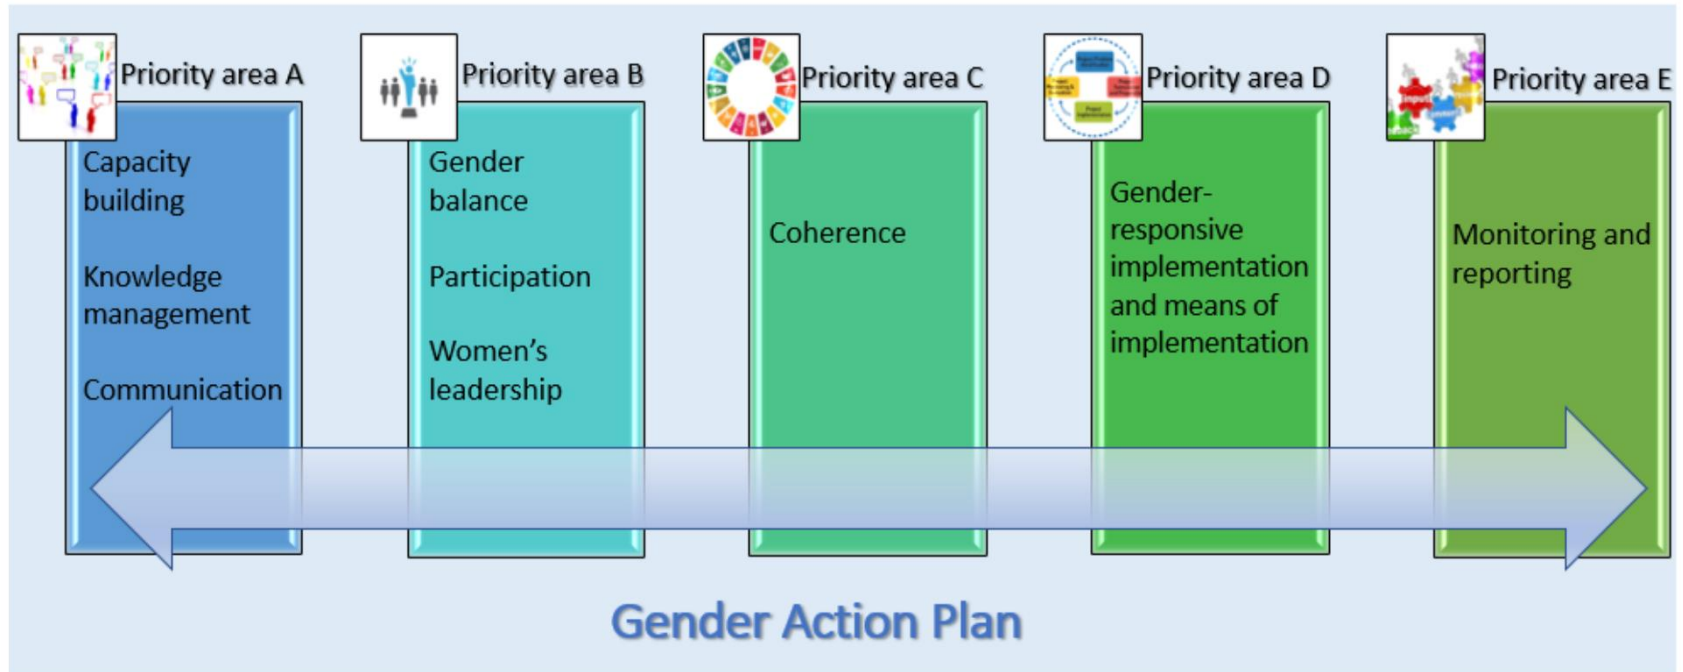 Priority area A
Capacity
building
Knowledge
management
Communication
Priority area B
Gender
balance
Participation
Women's
leadership
Priority area C
Coherence
Priority area D
Gender-
responsive
implementation
and means of
implementation
Priority area E
Monitoring and
reporting
Gender Action Plan